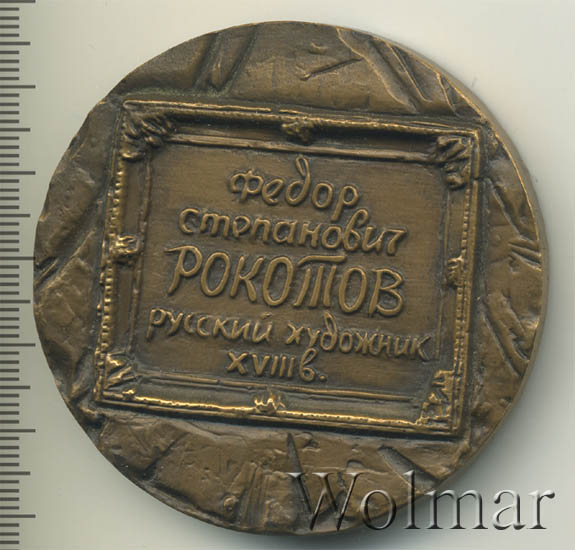 Федор
степанович
РОКОТОВ
русский художник
XVIII в.
Wolmar